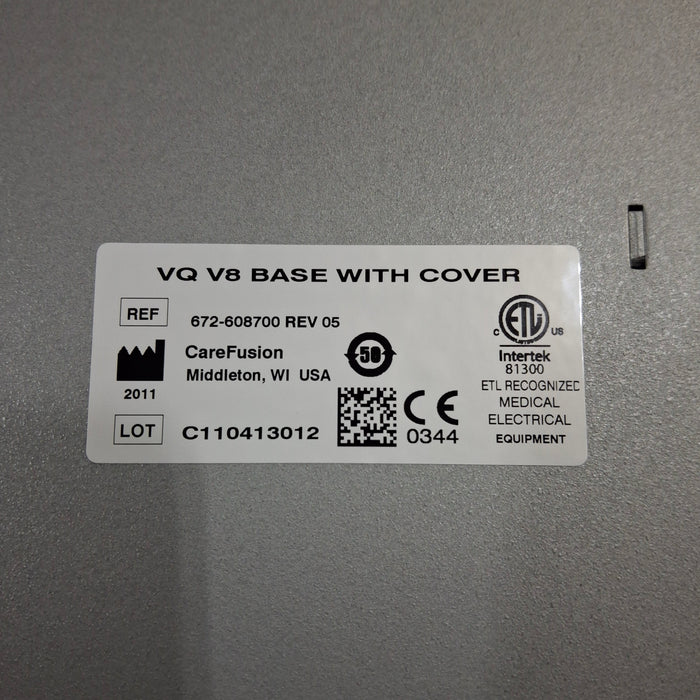 VQ V8 BASE WITH COVER
REF 672-608700 REV 05
CareFusion
Middleton, WI USA
2011
50
LOT C110413012
CE
0344
C ETL US
LISTED
Intertek
81300
ETL RECOGNIZED
MEDICAL
ELECTRICAL
EQUIPMENT